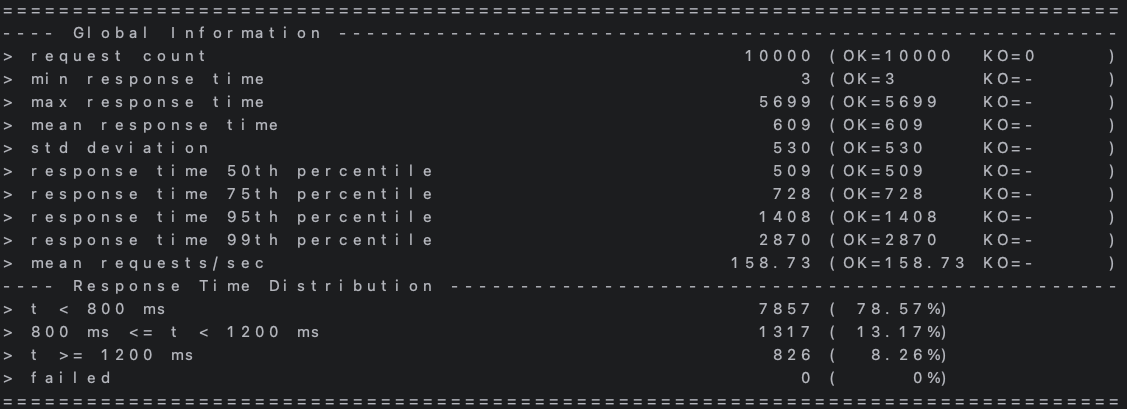 ================================================================================
---- Global Information --------------------------------------------------------
> request count                                      10000 (OK=10000  KO=0     )
> min response time                                      3 (OK=3      KO=-     )
> max response time                                   5699 (OK=5699   KO=-     )
> mean response time                                   609 (OK=609    KO=-     )
> std deviation                                        530 (OK=530    KO=-     )
> response time 50th percentile                        509 (OK=509    KO=-     )
> response time 75th percentile                        728 (OK=728    KO=-     )
> response time 95th percentile                       1408 (OK=1408   KO=-     )
> response time 99th percentile                       2870 (OK=2870   KO=-     )
> mean requests/sec                                 158.73 (OK=158.73 KO=-     )
---- Response Time Distribution ------------------------------------------------
> t < 800 ms                                          7857 ( 78.57%)
> 800 ms <= t < 1200 ms                               1317 ( 13.17%)
> t >= 1200 ms                                         826 (  8.26%)
> failed                                                 0 (     0%)
================================================================================